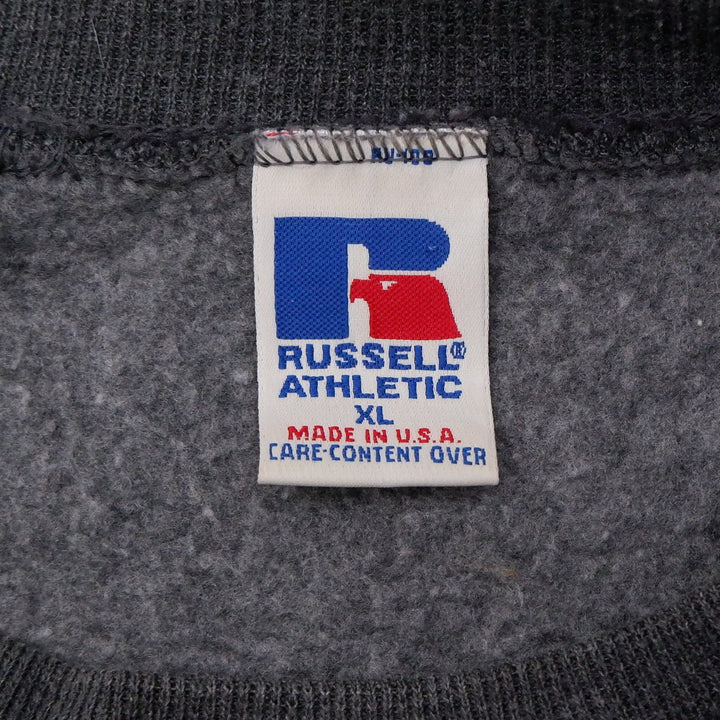 RUSSELL®
ATHLETIC
XL
MADE IN U.S.A.
CARE-CONTENT OVER